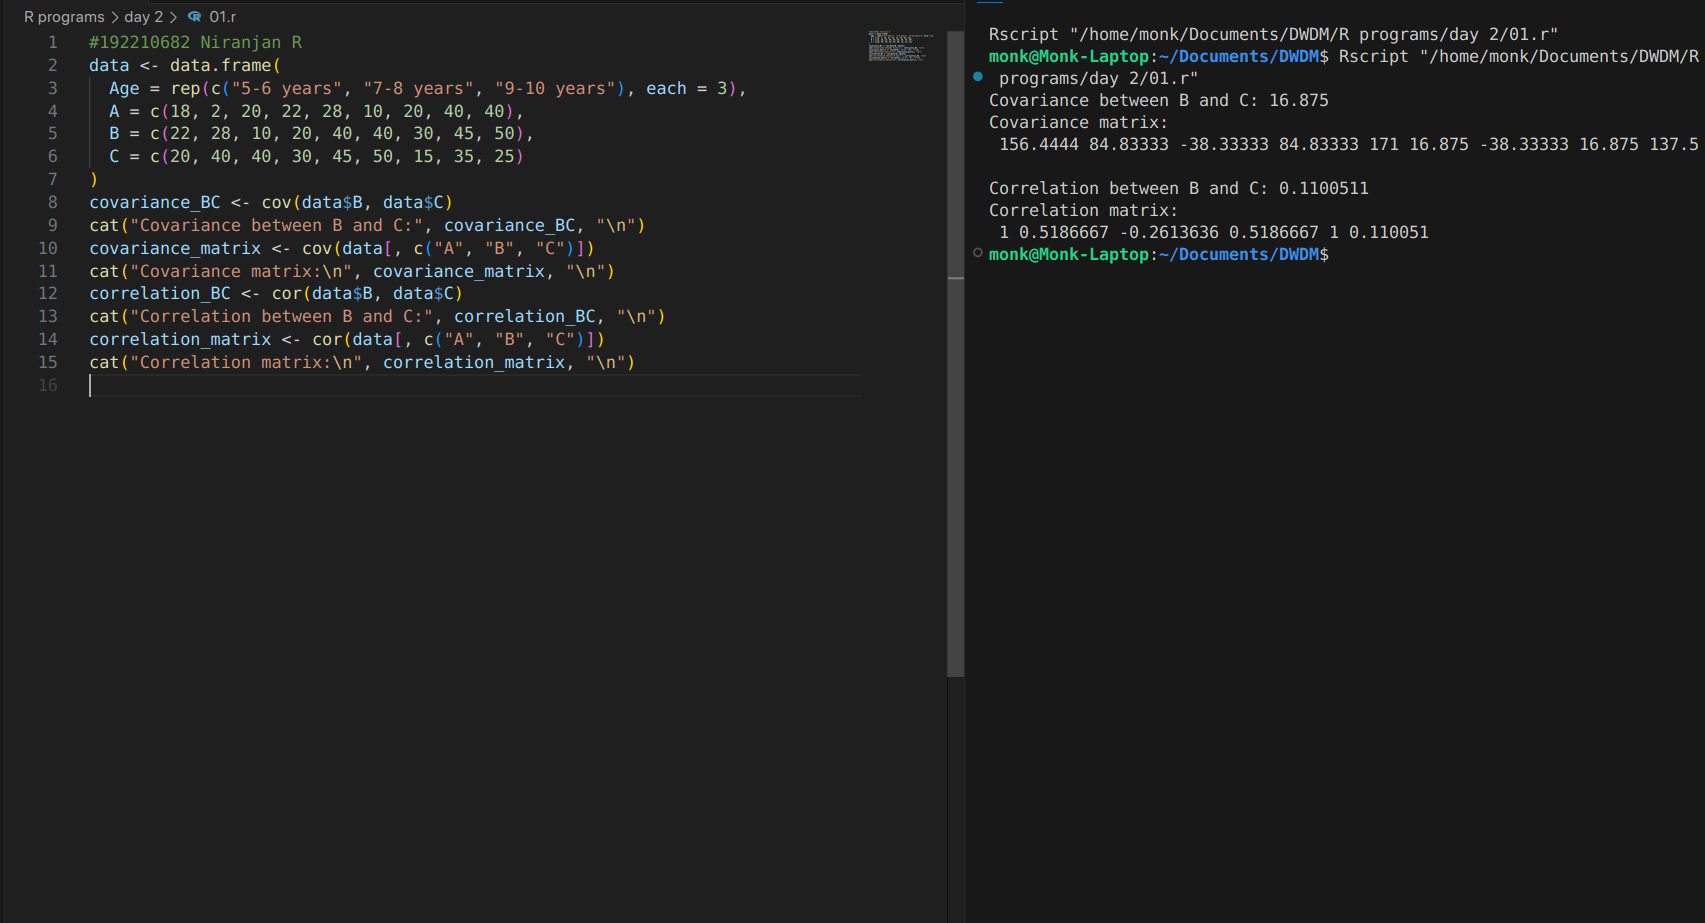 R programs > day 2 > 01.r
1 #192210682 Niranjan R
2 data <- data.frame(
3   Age = rep(c("5-6 years", "7-8 years", "9-10 years"), each = 3),
4   A = c(18, 2, 20, 22, 28, 10, 20, 40, 40),
5   B = c(22, 28, 10, 20, 40, 40, 30, 45, 50),
6   C = c(20, 40, 40, 30, 45, 50, 15, 35, 25)
7 )
8 covariance_BC <- cov(data$B, data$C)
9 cat("Covariance between B and C:", covariance_BC, "\n")
10 covariance_matrix <- cov(data[, c("A", "B", "C")])
11 cat("Covariance matrix:\n", covariance_matrix, "\n")
12 correlation_BC <- cor(data$B, data$C)
13 cat("Correlation between B and C:", correlation_BC, "\n")
14 correlation_matrix <- cor(data[, c("A", "B", "C")])
15 cat("Correlation matrix:\n", correlation_matrix, "\n")
16
Rscript "/home/monk/Documents/DWDM/R programs/day 2/01.r"
monk@Monk-Laptop:~/Documents/DWDM$ Rscript "/home/monk/Documents/DWDM/R
 programs/day 2/01.r"
Covariance between B and C: 16.875
Covariance matrix:
 156.4444 84.83333 -38.33333 84.83333 171 16.875 -38.33333 16.875 137.5
Correlation between B and C: 0.1100511
Correlation matrix:
 1 0.5186667 -0.2613636 0.5186667 1 0.110051
monk@Monk-Laptop:~/Documents/DWDM$